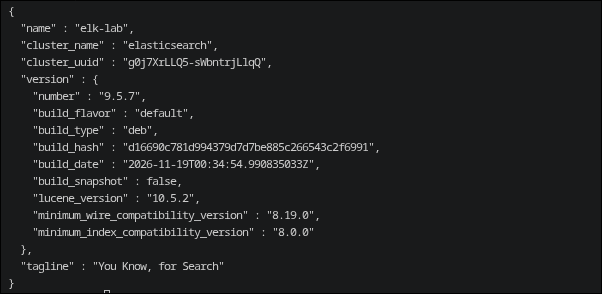 {
  "name" : "elk-lab",
  "cluster_name" : "elasticsearch",
  "cluster_uuid" : "g0j7XrLLQ5-sWbntrjLlqQ",
  "version" : {
    "number" : "9.5.7",
    "build_flavor" : "default",
    "build_type" : "deb",
    "build_hash" : "d16690c781d994379d7d7be885c266543c2f6991",
    "build_date" : "2026-11-19T00:34:54.990835033Z",
    "build_snapshot" : false,
    "lucene_version" : "10.5.2",
    "minimum_wire_compatibility_version" : "8.19.0",
    "minimum_index_compatibility_version" : "8.0.0"
  },
  "tagline" : "You Know, for Search"
}